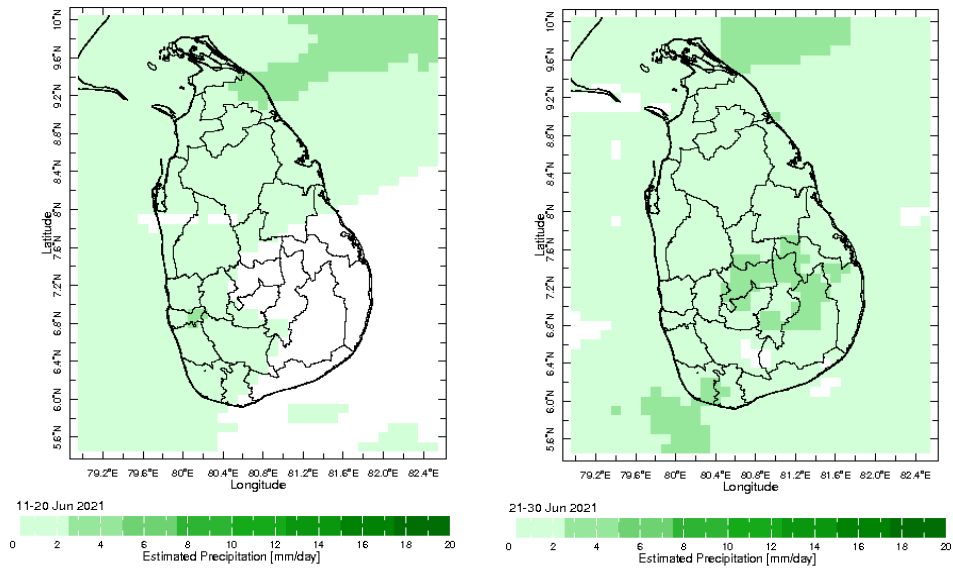 10˚N
9.6˚N
9.2˚N
8.8˚N
8.4˚N
8˚N
7.6˚N
7.2˚N
6.8˚N
6.4˚N
6.0˚N
5.6˚N
Latitude
79.2˚E 79.6˚E 80˚E 80.4˚E 80.8˚E 81.2˚E 81.6˚E 82.0˚E 82.4˚E
Longitude
11-20 Jun 2021
0 2 4 6 8 10 12 14 16 18 20
Estimated Precipitation [mm/day]
10˚N
9.6˚N
9.2˚N
8.8˚N
8.4˚N
8˚N
7.6˚N
7.2˚N
6.8˚N
6.4˚N
6.0˚N
5.6˚N
Latitude
79.2˚E 79.6˚E 80˚E 80.4˚E 80.8˚E 81.2˚E 81.6˚E 82.0˚E 82.4˚E
Longitude
21-30 Jun 2021
0 2 4 6 8 10 12 14 16 18 20
Estimated Precipitation [mm/day]